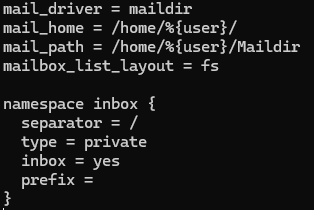 mail_driver = maildir
mail_home = /home/%{user}/
mail_path = /home/%{user}/Maildir
mailbox_list_layout = fs

namespace inbox {
  separator = /
  type = private
  inbox = yes
  prefix =
}